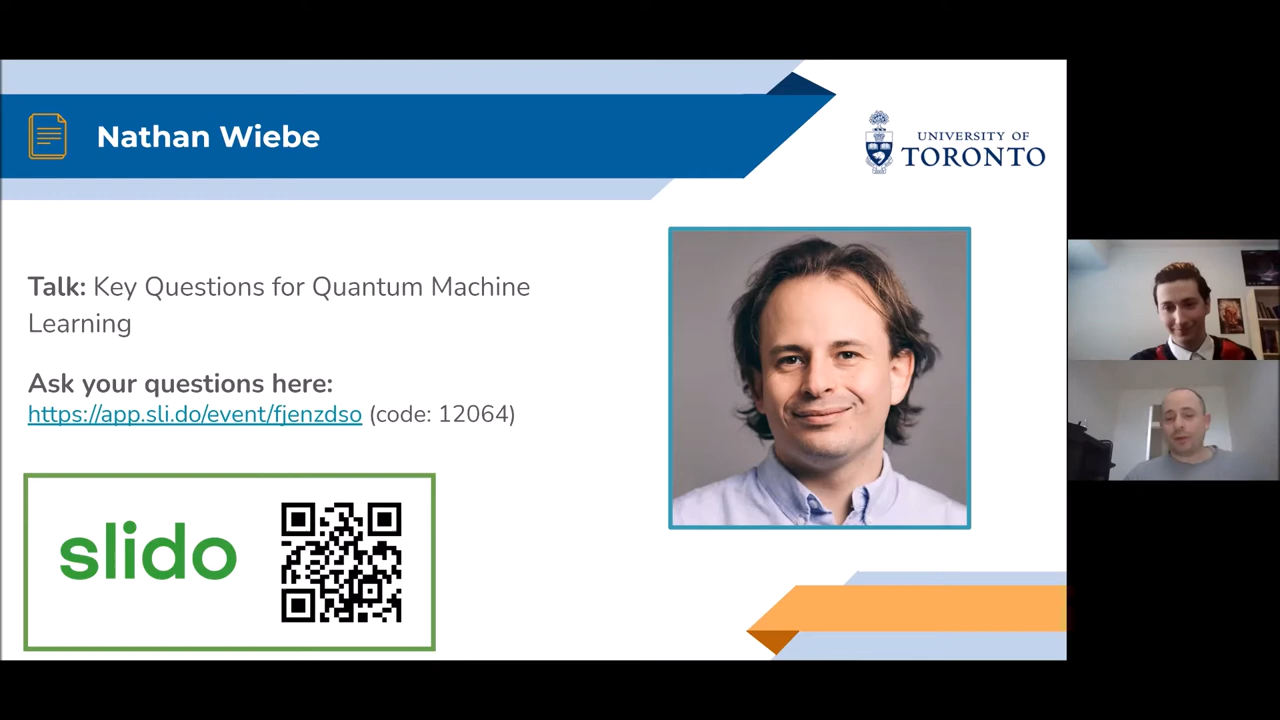 Nathan Wiebe
UNIVERSITY OF
TORONTO
Talk: Key Questions for Quantum Machine
Learning
Ask your questions here:
https://app.sli.do/event/fjenzdso (code: 12064)
slido